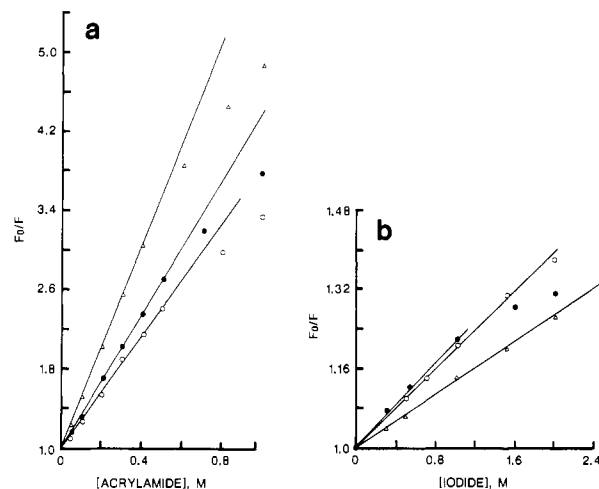 a
5.0
4.2
3.4
2.6
1.8
1.0
F0/F
0 0.4 0.8
[ACRYLAMIDE], M
b
1.48
1.32
1.16
1.0
F0/F
0 0.8 1.6 2.4
[IODIDE], M